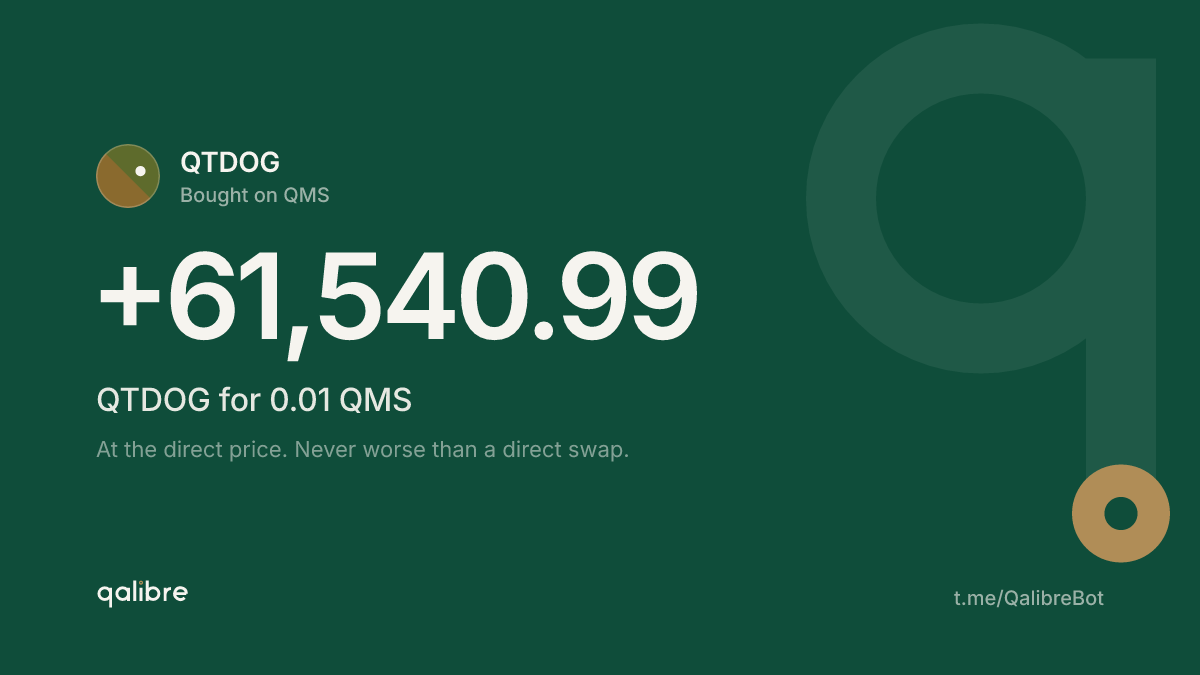 QTDOG
Bought on QMS
+61,540.99
QTDOG for 0.01 QMS
At the direct price. Never worse than a direct swap.
qalibre
t.me/QalibreBot